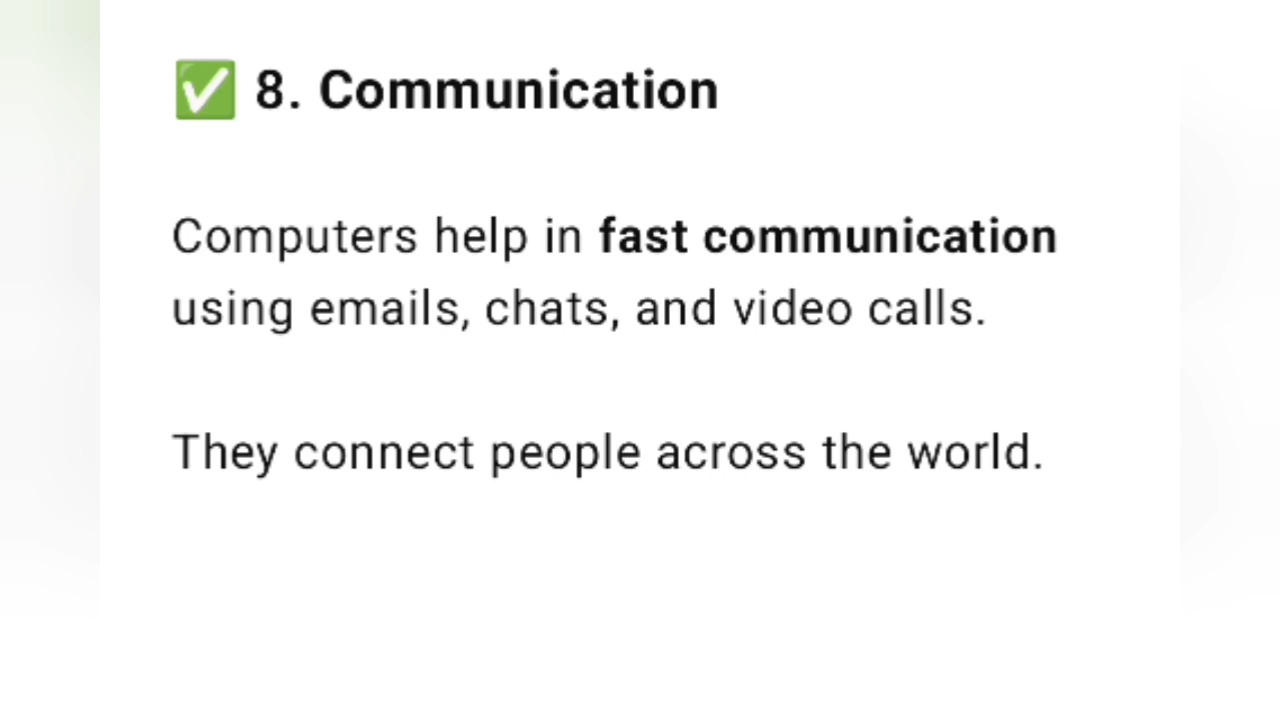 ✅ 8. Communication
Computers help in fast communication
using emails, chats, and video calls.
They connect people across the world.